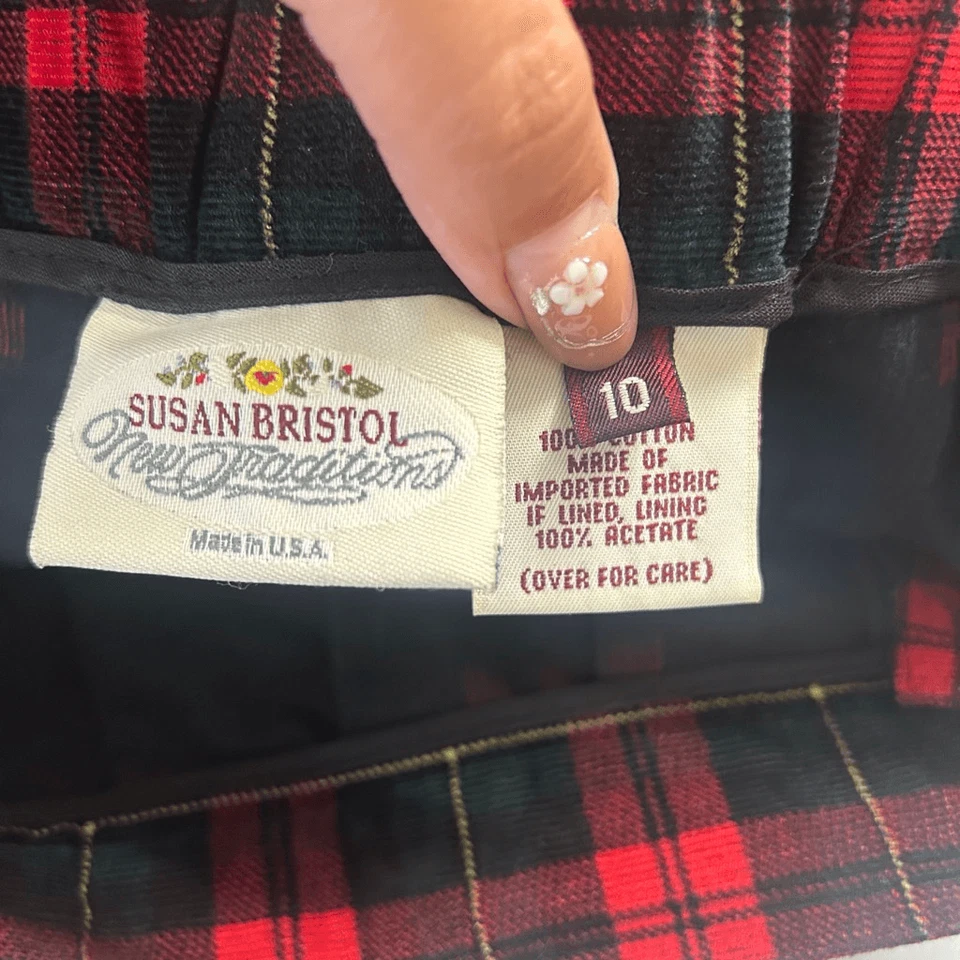 SUSAN BRISTOL
New Traditions
Made in U.S.A.
10
100% COTTON
MADE OF
IMPORTED FABRIC
IF LINED, LINING
100% ACETATE
(OVER FOR CARE)